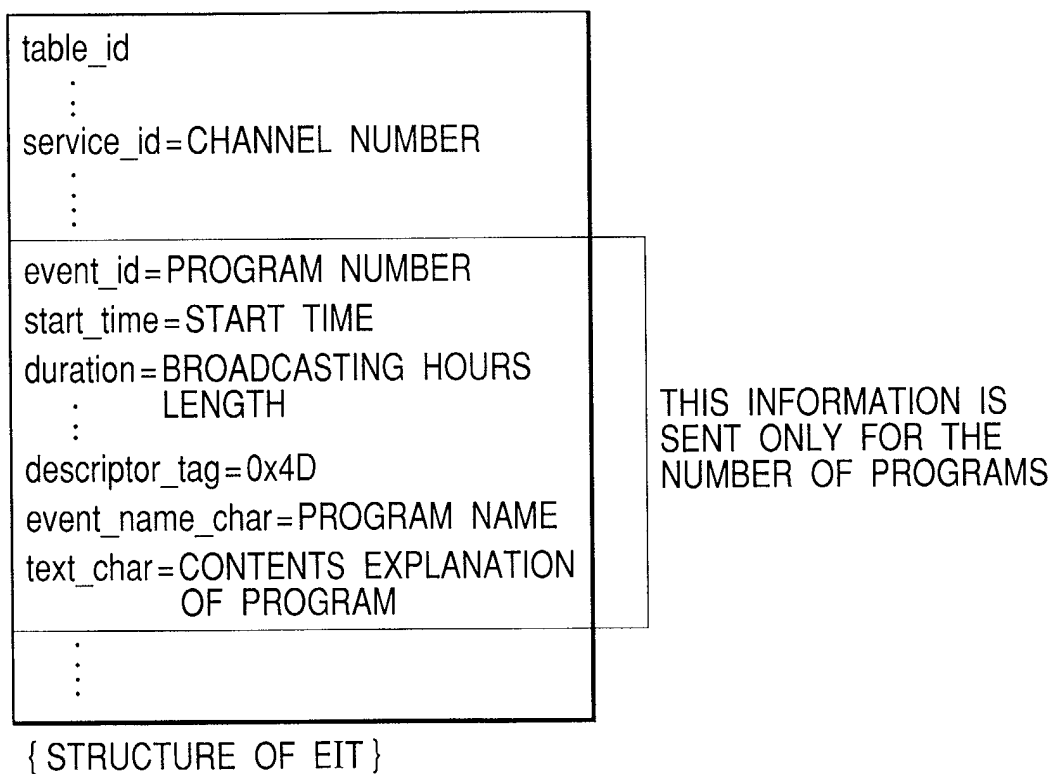 table_id
service_id=CHANNEL NUMBER
event_id=PROGRAM NUMBER
start_time=START TIME
duration=BROADCASTING HOURS
LENGTH
descriptor_tag=0x4D
event_name_char=PROGRAM NAME
text_char=CONTENTS EXPLANATION
OF PROGRAM
THIS INFORMATION IS
SENT ONLY FOR THE
NUMBER OF PROGRAMS
{STRUCTURE OF EIT}